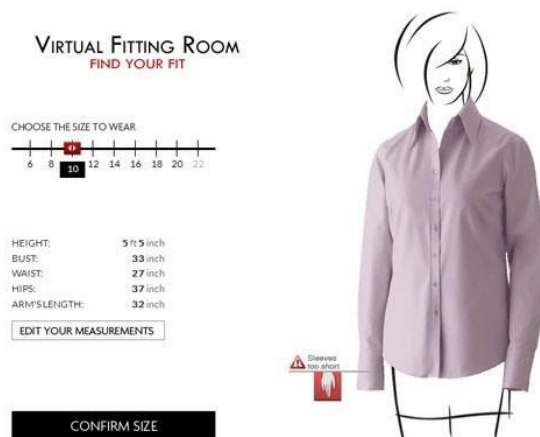 VIRTUAL FITTING ROOM
FIND YOUR FIT
CHOOSE THE SIZE TO WEAR
6 8 10 12 14 16 18 20 22
HEIGHT: 5 ft 5 inch
BUST: 33 inch
WAIST: 27 inch
HIPS: 37 inch
ARM'S LENGTH: 32 inch
EDIT YOUR MEASUREMENTS
Sleeves
too short
CONFIRM SIZE